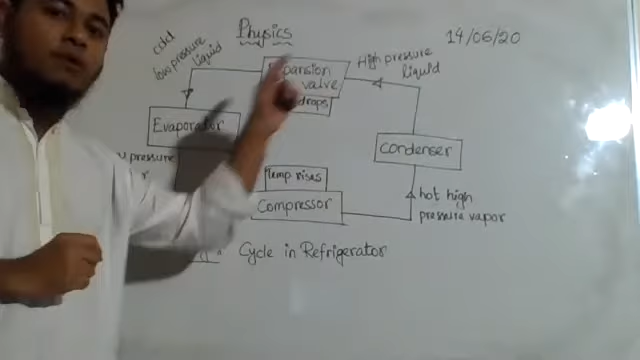 Physics
14/06/20
cold
low pressure
liquid
High pressure
liquid
valve
Evaporator
condenser
pressure
Temp rises
Compressor
hot high
pressure vapor
Cycle in Refrigerator